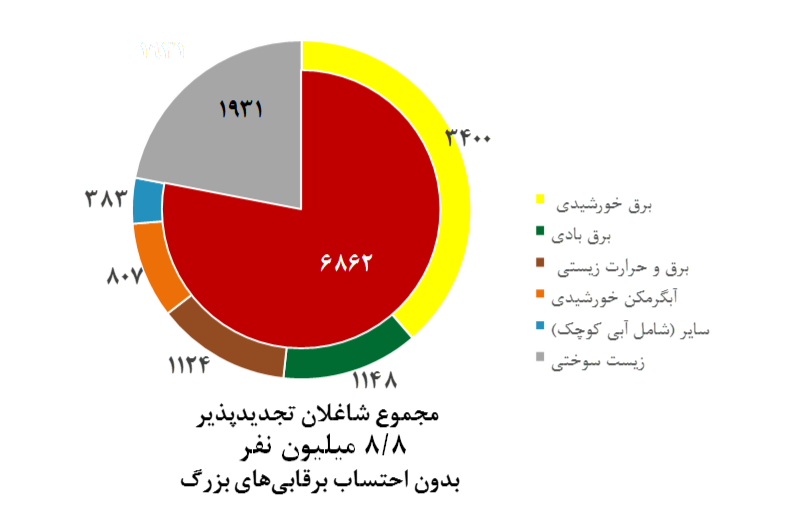 ۱۹۳۱
۳۴۰۰
۳۸۳
۶۸۶۲
۸۰۷
۱۱۲۴
۱۱۴۸
برق خورشیدی
برق بادی
برق و حرارت زیستی
آبگرمکن خورشیدی
سایر (شامل آبی کوچک)
زیست سوختی
مجموع شاغلان تجدیدپذیر
۸/۸ میلیون نفر
بدون احتساب برقابی‌های بزرگ